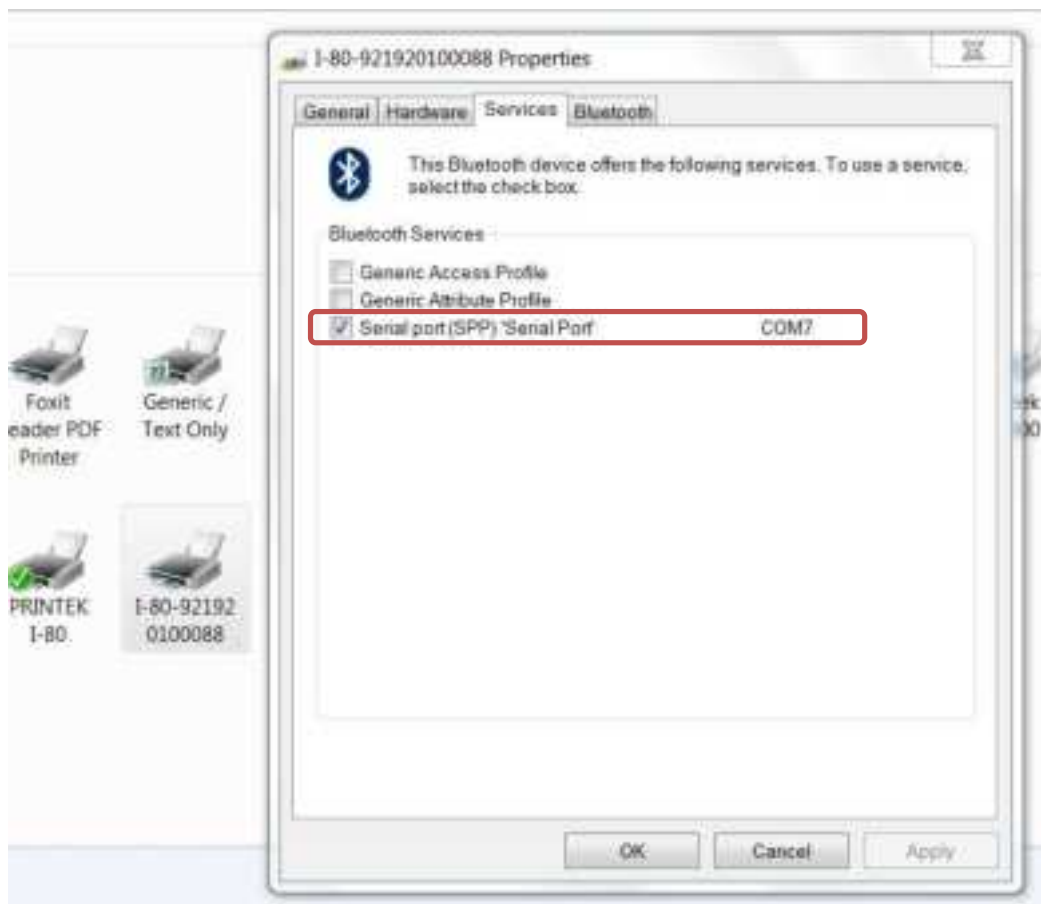 I-80-921920100088 Properties
General Hardware Services Bluetooth
This Bluetooth device offers the following services. To use a service,
select the check box.
Bluetooth Services
Generic Access Profile
Generic Attribute Profile
Serial port (SPP) 'Serial Port' COM7
OK Cancel Apply
Foxit
eader PDF
Printer
Generic /
Text Only
PRINTEK
I-80
I-80-92192
0100088